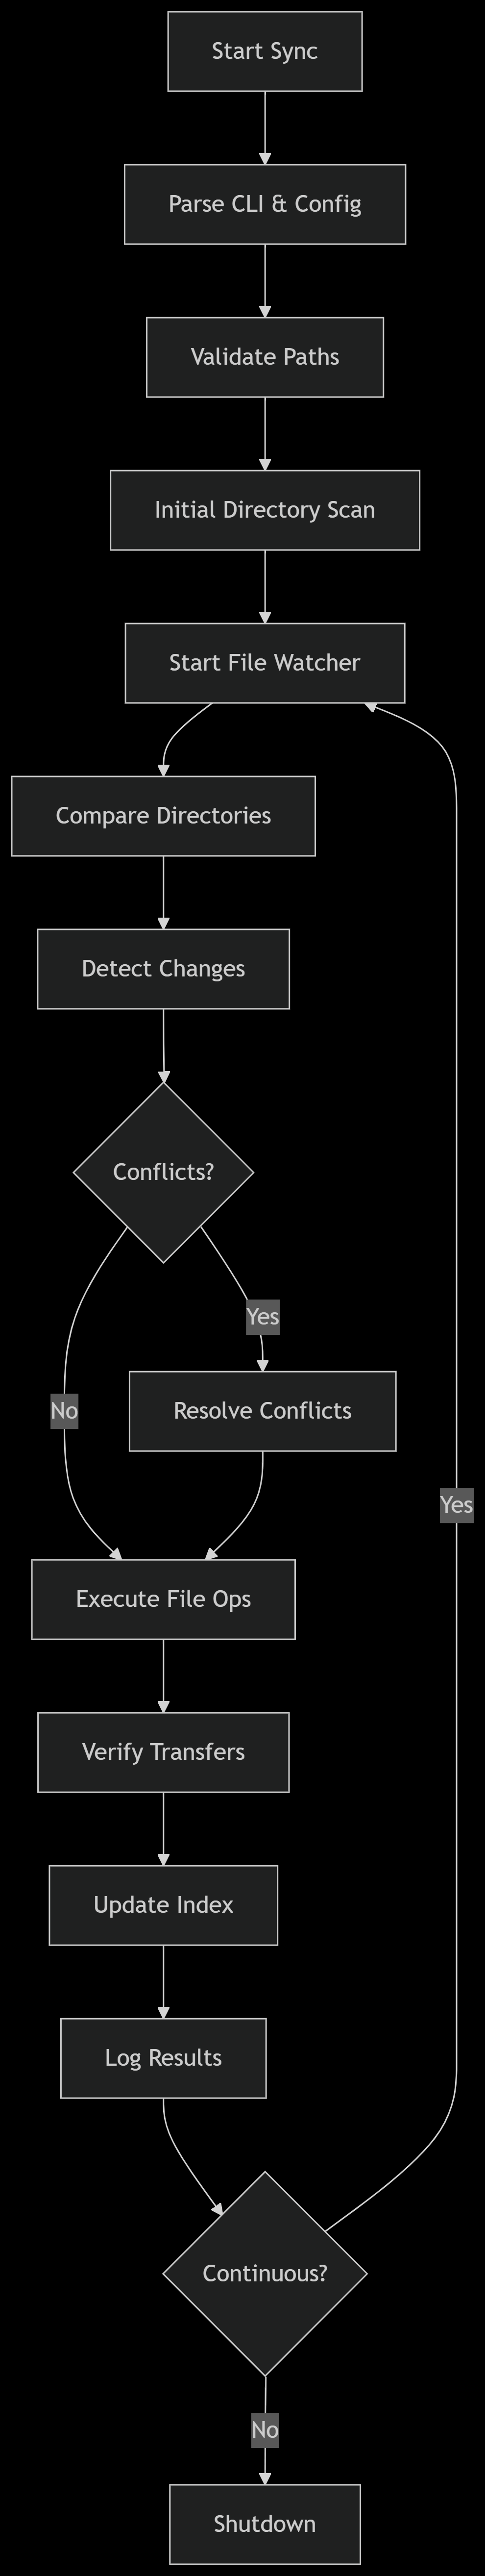 Start Sync
Parse CLI & Config
Validate Paths
Initial Directory Scan
Start File Watcher
Compare Directories
Detect Changes
Conflicts?
Yes
No
Resolve Conflicts
Yes
Execute File Ops
Verify Transfers
Update Index
Log Results
Continuous?
No
Shutdown